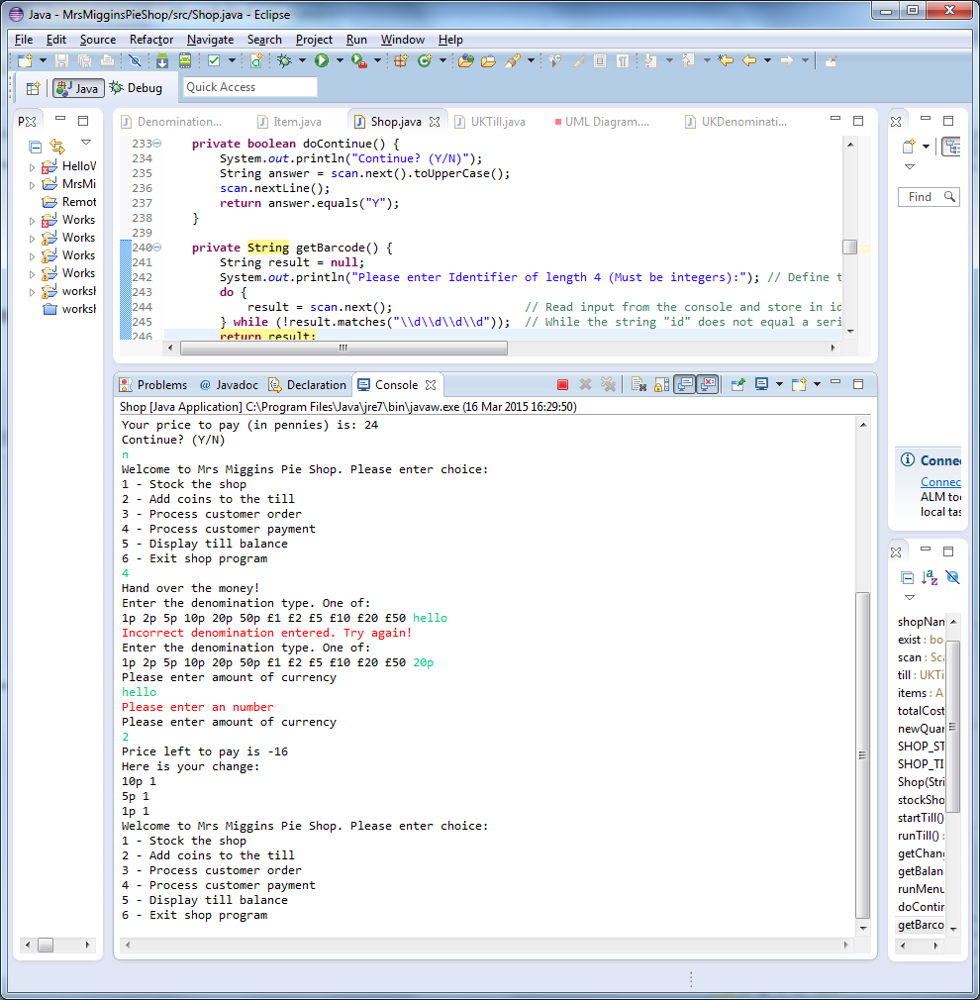 Java - MrsMigginsPieShop/src/Shop.java - Eclipse
File Edit Source Refactor Navigate Search Project Run Window Help
Java Debug Quick Access
P
HelloW
MrsMi
Remot
Works
Works
Works
Works
worksh
worksh
Denomination... Item.java Shop.java UKTill.java UML Diagram.... UKDenominati...
233 private boolean doContinue() {
234 System.out.println("Continue? (Y/N)");
235 String answer = scan.next().toUpperCase();
236 scan.nextLine();
237 return answer.equals("Y");
238 }
239
240 private String getBarcode() {
241 String result = null;
242 System.out.println("Please enter Identifier of length 4 (Must be integers):"); // Define t
243 do {
244 result = scan.next(); // Read input from the console and store in id
245 } while (!result.matches("\\d\\d\\d\\d")); // While the string "id" does not equal a seri
246 return result;
Problems @ Javadoc Declaration Console
Shop [Java Application] C:\Program Files\Java\jre7\bin\javaw.exe (16 Mar 2015 16:29:50)
Your price to pay (in pennies) is: 24
Continue? (Y/N)
n
Welcome to Mrs Miggins Pie Shop. Please enter choice:
1 - Stock the shop
2 - Add coins to the till
3 - Process customer order
4 - Process customer payment
5 - Display till balance
6 - Exit shop program
4
Hand over the money!
Enter the denomination type. One of:
1p 2p 5p 10p 20p 50p £1 £2 £5 £10 £20 £50 hello
Incorrect denomination entered. Try again!
Enter the denomination type. One of:
1p 2p 5p 10p 20p 50p £1 £2 £5 £10 £20 £50 20p
Please enter amount of currency
hello
Please enter an number
Please enter amount of currency
2
Price left to pay is -16
Here is your change:
10p 1
5p 1
1p 1
Welcome to Mrs Miggins Pie Shop. Please enter choice:
1 - Stock the shop
2 - Add coins to the till
3 - Process customer order
4 - Process customer payment
5 - Display till balance
6 - Exit shop program
Find
Connec
Connec
ALM too
local tas
shopNan
exist : bo
scan : Sca
till : UKTi
items : A
totalCost
newQuar
SHOP_ST
SHOP_TI
Shop(Stri
stockSho
startTill()
runTill() :
getChang
getBalan
runMenu
doContin
getBarco